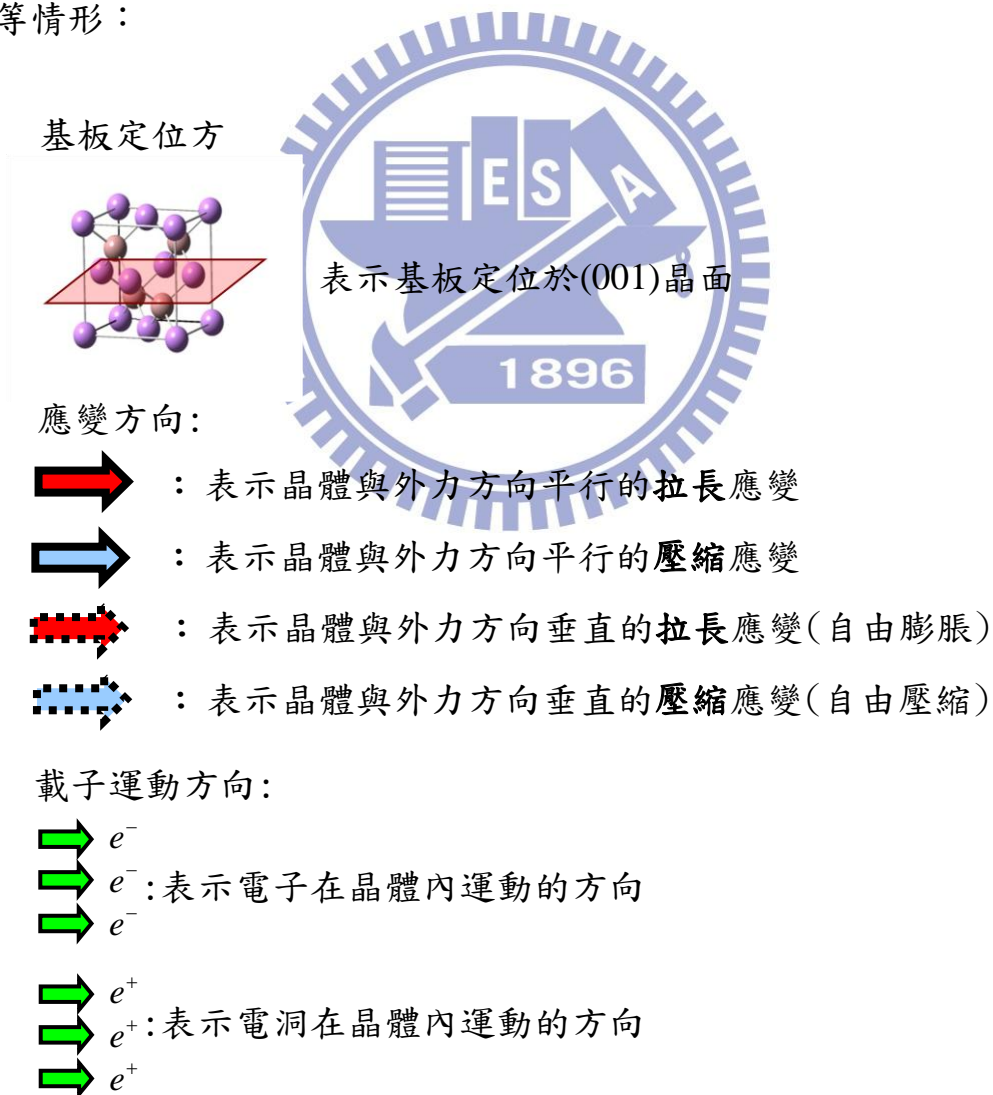 等情形：
基板定位方
ESA
表示基板定位於(001)晶面
1896
應變方向:
：表示晶體與外力方向平行的拉長應變
：表示晶體與外力方向平行的壓縮應變
：表示晶體與外力方向垂直的拉長應變(自由膨脹)
：表示晶體與外力方向垂直的壓縮應變(自由壓縮)
載子運動方向:
e⁻
e⁻:表示電子在晶體內運動的方向
e⁻
e⁺
e⁺:表示電洞在晶體內運動的方向
e⁺